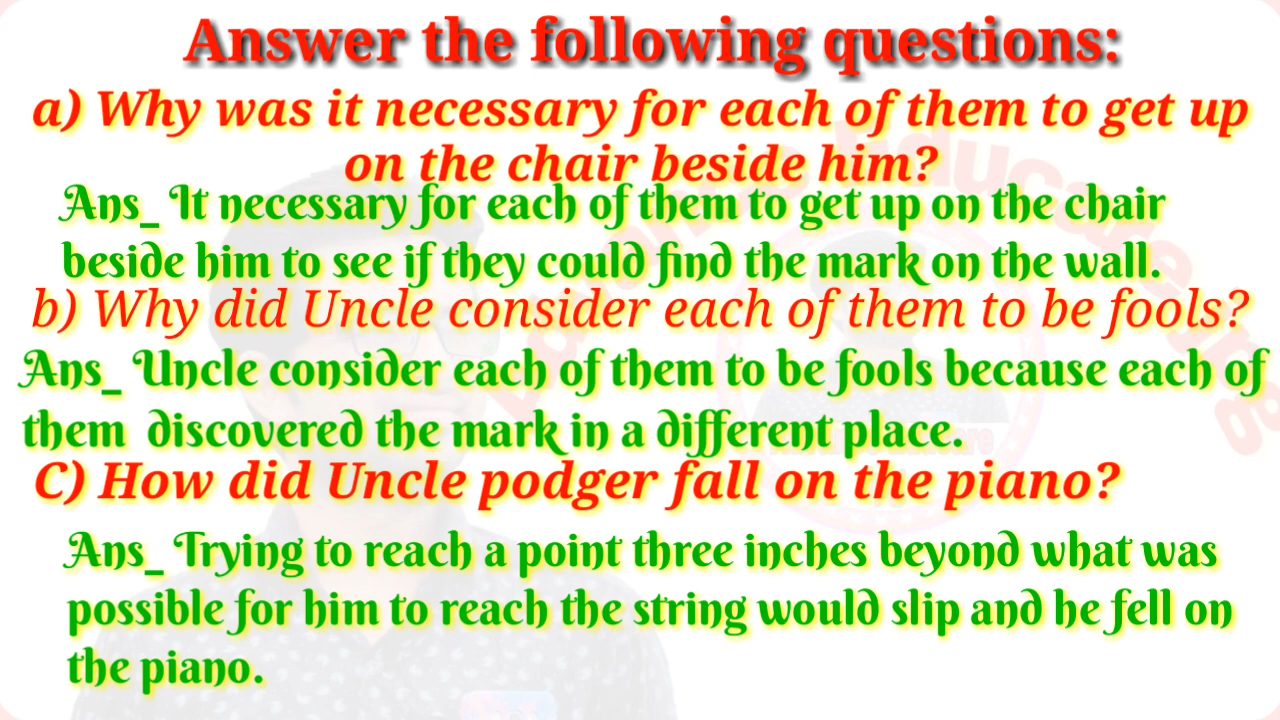 Answer the following questions:
a) Why was it necessary for each of them to get up
on the chair beside him?
Ans_ It necessary for each of them to get up on the chair
beside him to see if they could find the mark on the wall.
b) Why did Uncle consider each of them to be fools?
Ans_ Uncle consider each of them to be fools because each of
them discovered the mark in a different place.
C) How did Uncle podger fall on the piano?
Ans_ Trying to reach a point three inches beyond what was
possible for him to reach the string would slip and he fell on
the piano.